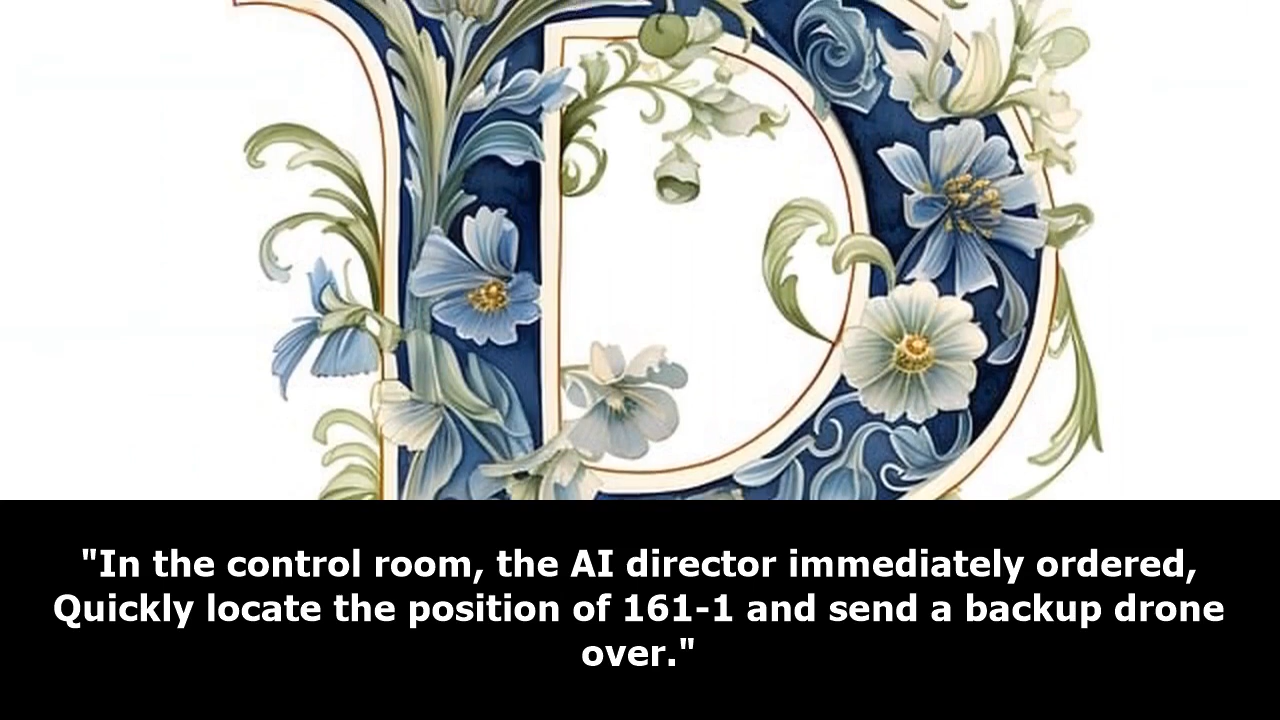 D
"In the control room, the AI director immediately ordered,
Quickly locate the position of 161-1 and send a backup drone
over."